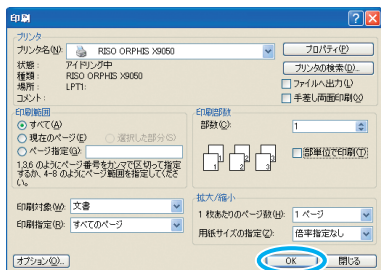 印刷
プリンタ
プリンタ名(N): RISO ORPHIS X9050
プロパティ(P)
状態: アイドリング中
プリンタの検索(D)...
種類: RISO ORPHIS X9050
場所: LPT1:
ファイルへ出力(L)
コメント:
手差し両面印刷(X)
印刷範囲
すべて(A)
現在のページ(E) 選択した部分(S)
ページ指定(G):
1,3,6 のようにページ番号をカンマで区切って指定
するか、4-8 のようにページ範囲を指定してくださ
い。
印刷部数
部数(C): 1
部単位で印刷(T)
印刷対象(W): 文書
印刷指定(R): すべてのページ
拡大/縮小
1 枚あたりのページ数(H): 1 ページ
用紙サイズの指定(Z): 倍率指定なし
オプション(O)...
OK
閉じる